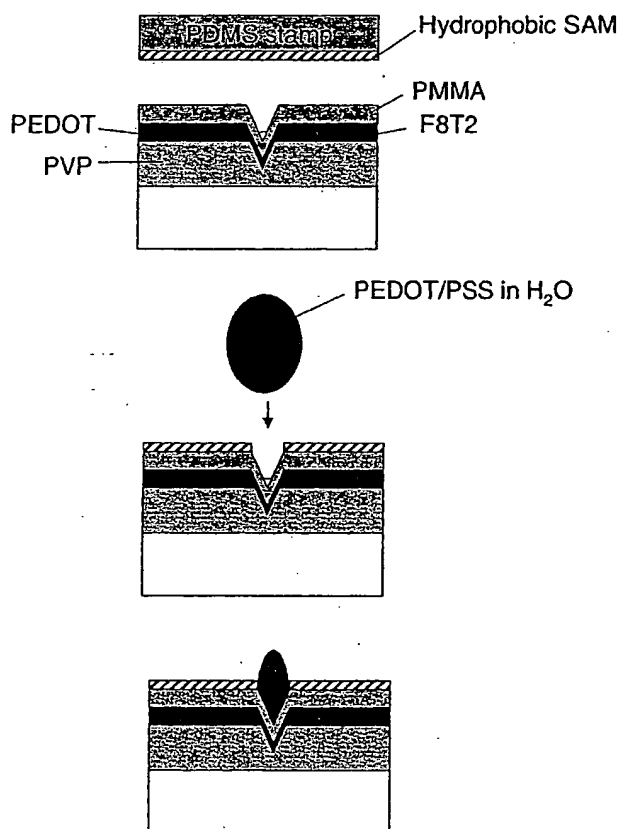 PDMS stamp
Hydrophobic SAM
PMMA
PEDOT
F8T2
PVP
PEDOT/PSS in H₂O